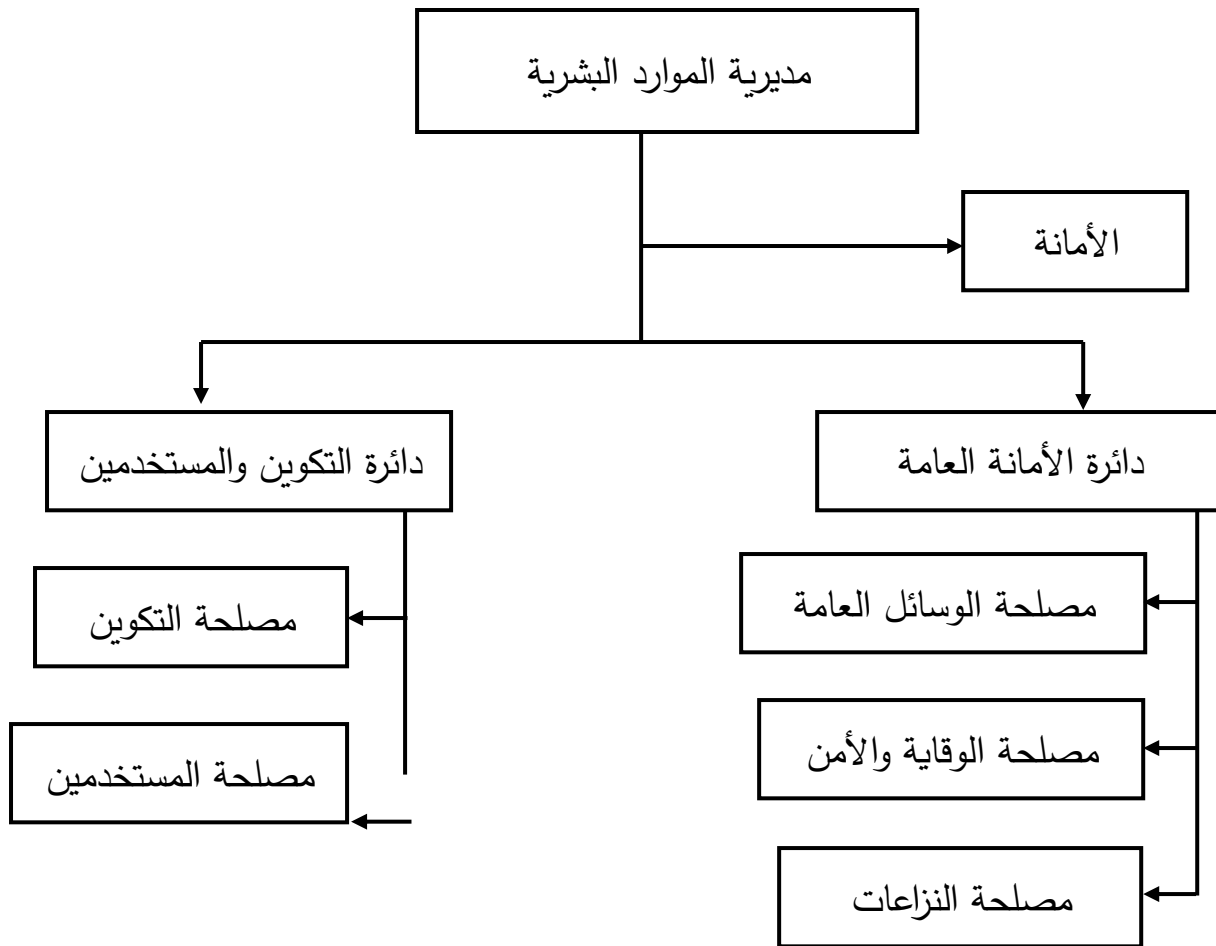 مديرية الموارد البشرية
الأمانة
دائرة الأمانة العامة
دائرة التكوين والمستخدمين
مصلحة الوسائل العامة
مصلحة التكوين
مصلحة الوقاية والأمن
مصلحة المستخدمين
مصلحة النزاعات